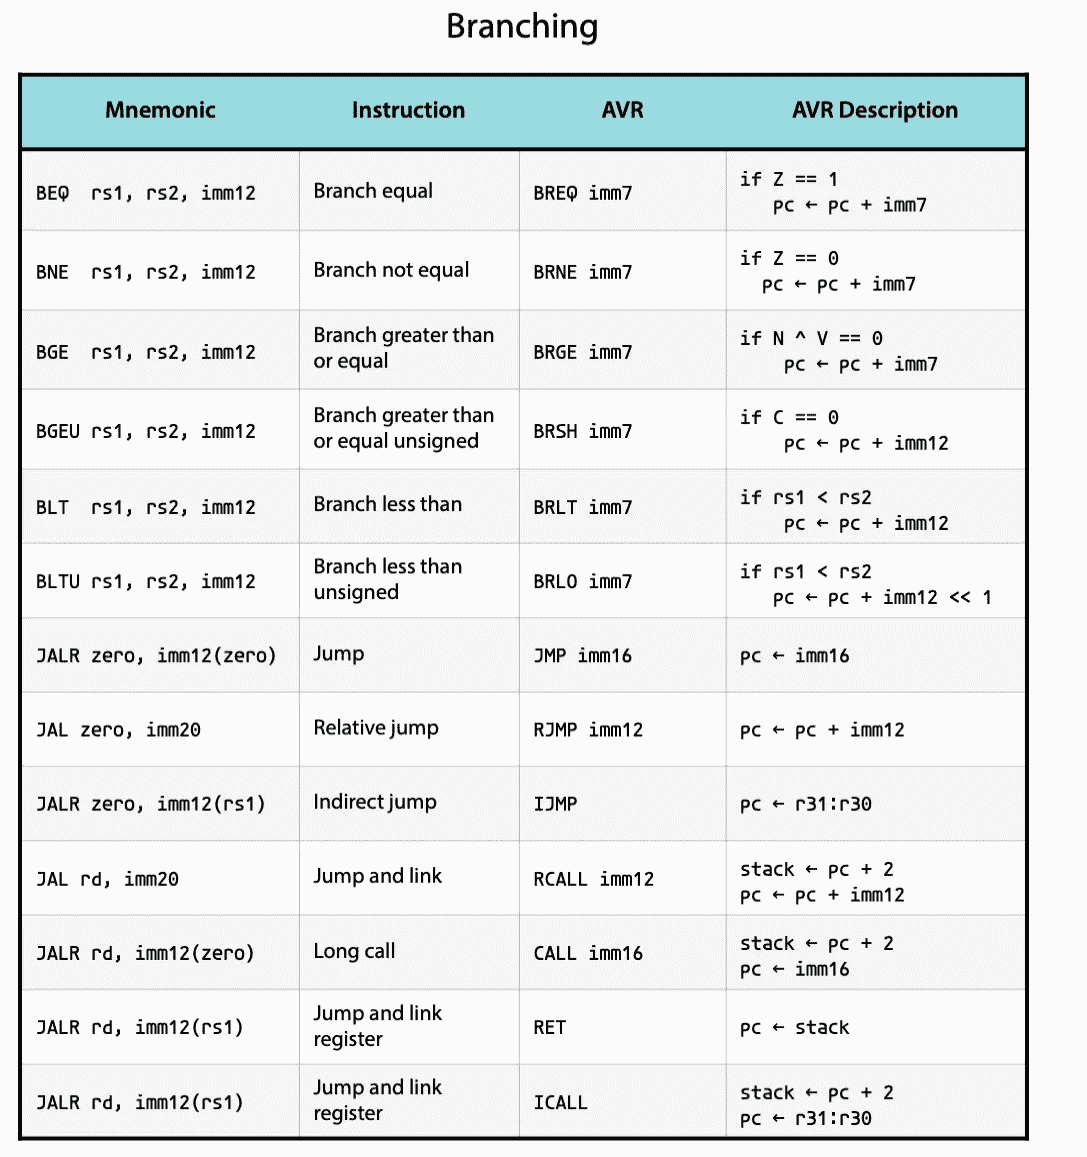 Branching
Mnemonic Instruction AVR AVR Description
BEQ rs1, rs2, imm12 Branch equal BREQ imm7 if Z == 1
pc ← pc + imm7
BNE rs1, rs2, imm12 Branch not equal BRNE imm7 if Z == 0
pc ← pc + imm7
BGE rs1, rs2, imm12 Branch greater than
or equal BRGE imm7 if N ^ V == 0
pc ← pc + imm7
BGEU rs1, rs2, imm12 Branch greater than
or equal unsigned BRSH imm7 if C == 0
pc ← pc + imm12
BLT rs1, rs2, imm12 Branch less than BRLT imm7 if rs1 < rs2
pc ← pc + imm12
BLTU rs1, rs2, imm12 Branch less than
unsigned BRLO imm7 if rs1 < rs2
pc ← pc + imm12 << 1
JALR zero, imm12(zero) Jump JMP imm16 pc ← imm16
JAL zero, imm20 Relative jump RJMP imm12 pc ← pc + imm12
JALR zero, imm12(rs1) Indirect jump IJMP pc ← r31:r30
JAL rd, imm20 Jump and link RCALL imm12 stack ← pc + 2
pc ← pc + imm12
JALR rd, imm12(zero) Long call CALL imm16 stack ← pc + 2
pc ← imm16
JALR rd, imm12(rs1) Jump and link
register RET pc ← stack
JALR rd, imm12(rs1) Jump and link
register ICALL stack ← pc + 2
pc ← r31:r30